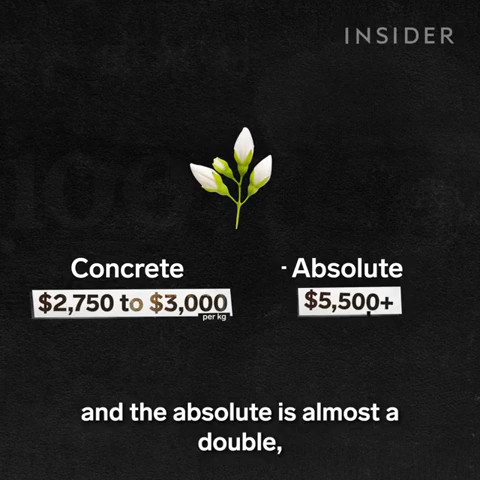 INSIDER
Concrete
- Absolute
$2,750 to $3,000
per kg
$5,500+
and the absolute is almost a
double,